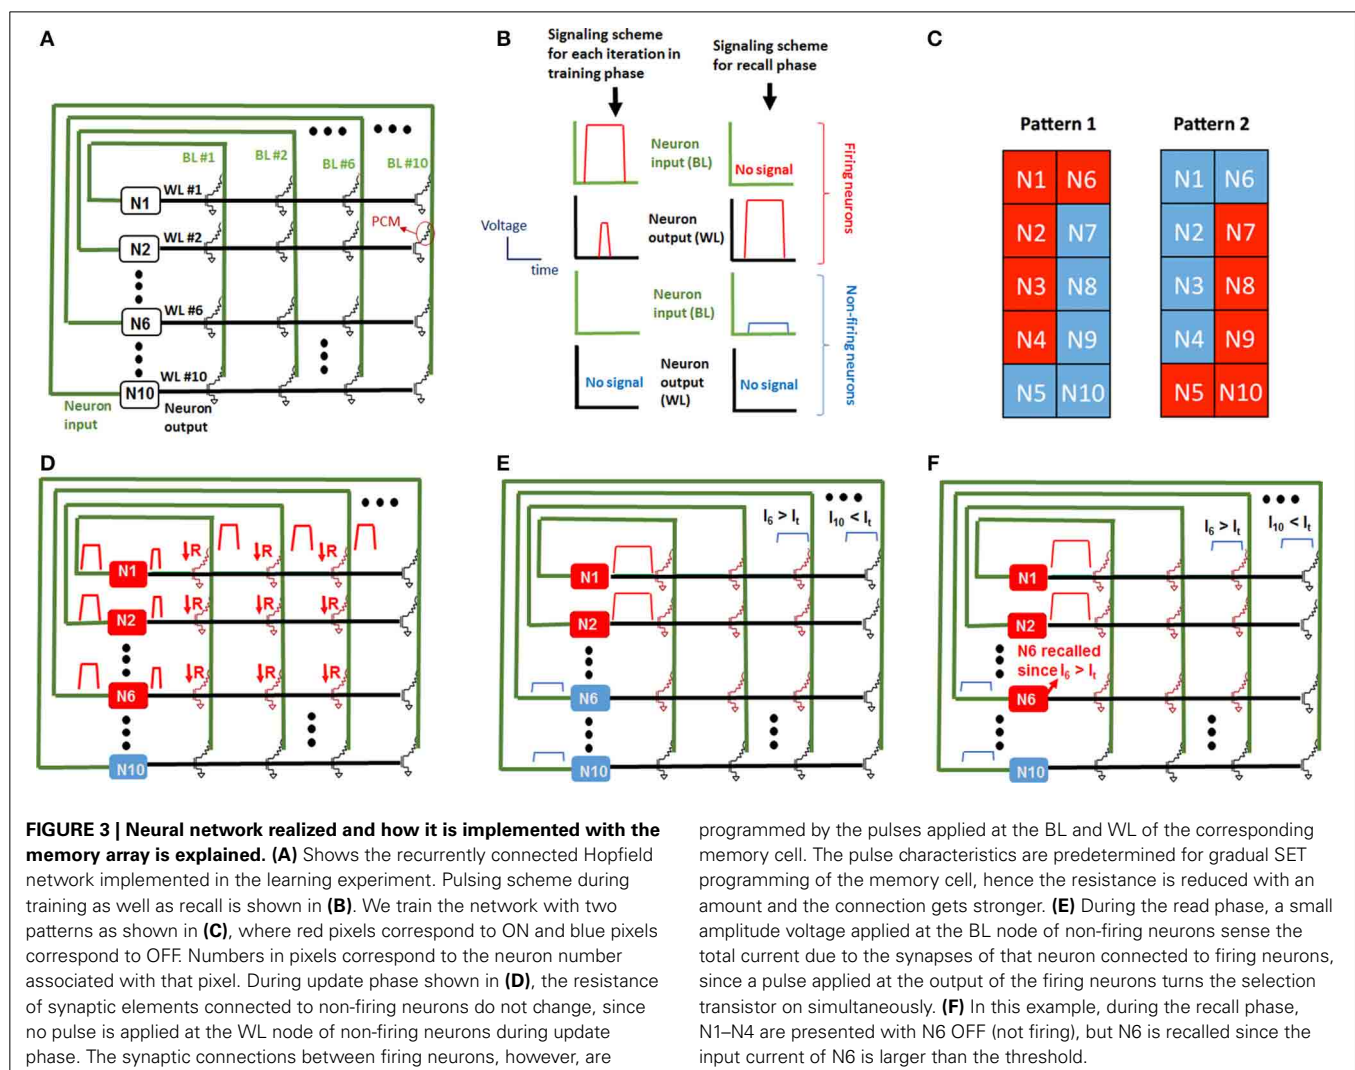 A
BL #1
BL #2
BL #6
BL #10
WL #1
N1
PCM
WL #2
N2
WL #6
N6
WL #10
N10
Neuron
input
Neuron
output
B
Signaling scheme
for each iteration in
training phase
Signaling scheme
for recall phase
Neuron
input (BL)
No signal
Firing neurons
Voltage
time
Neuron
output (WL)
Neuron
input (BL)
Non-firing neurons
No signal
Neuron
output
(WL)
No signal
C
Pattern 1
Pattern 2
N1 N6
N2 N7
N3 N8
N4 N9
N5 N10
N1 N6
N2 N7
N3 N8
N4 N9
N5 N10
D
N1
↓R ↓R ↓R
N2
↓R ↓R ↓R
N6
↓R ↓R ↓R
N10
E
I6 > It
I10 < It
N1
N2
N6
N10
F
I6 > It
I10 < It
N1
N2
N6 recalled
since I6 > It
N6
N10
FIGURE 3 | Neural network realized and how it is implemented with the
memory array is explained. (A) Shows the recurrently connected Hopfield
network implemented in the learning experiment. Pulsing scheme during
training as well as recall is shown in (B). We train the network with two
patterns as shown in (C), where red pixels correspond to ON and blue pixels
correspond to OFF. Numbers in pixels correspond to the neuron number
associated with that pixel. During update phase shown in (D), the resistance
of synaptic elements connected to non-firing neurons do not change, since
no pulse is applied at the WL node of non-firing neurons during update
phase. The synaptic connections between firing neurons, however, are
programmed by the pulses applied at the BL and WL of the corresponding
memory cell. The pulse characteristics are predetermined for gradual SET
programming of the memory cell, hence the resistance is reduced with an
amount and the connection gets stronger. (E) During the read phase, a small
amplitude voltage applied at the BL node of non-firing neurons sense the
total current due to the synapses of that neuron connected to firing neurons,
since a pulse applied at the output of the firing neurons turns the selection
transistor on simultaneously. (F) In this example, during the recall phase,
N1–N4 are presented with N6 OFF (not firing), but N6 is recalled since the
input current of N6 is larger than the threshold.